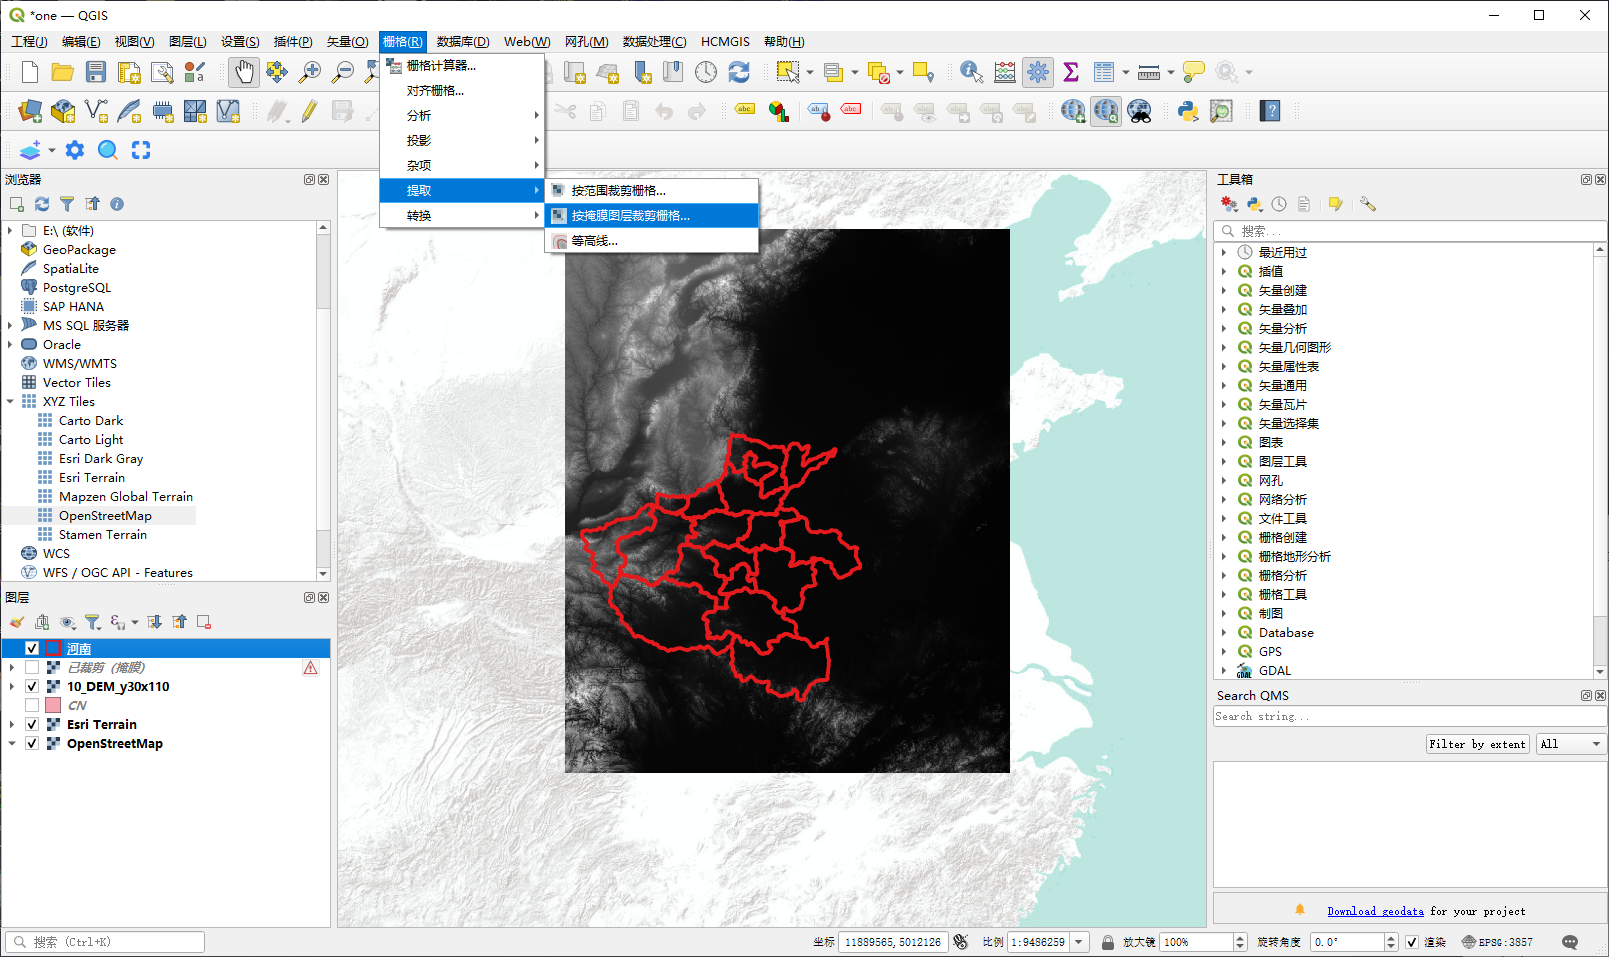 *one — QGIS
工程(J) 编辑(E) 视图(V) 图层(L) 设置(S) 插件(P) 矢量(O) 栅格(R) 数据库(D) Web(W) 网孔(M) 数据处理(C) HCMGIS 帮助(H)
栅格计算器...
对齐栅格...
分析
投影
杂项
提取
转换
按范围裁剪栅格...
按掩膜图层裁剪栅格...
等高线...
abc
abc
abc
浏览器
E:\ (软件)
GeoPackage
SpatiaLite
PostgreSQL
SAP HANA
MS SQL 服务器
Oracle
WMS/WMTS
Vector Tiles
XYZ Tiles
Carto Dark
Carto Light
Esri Dark Gray
Esri Terrain
Mapzen Global Terrain
OpenStreetMap
Stamen Terrain
WCS
WFS / OGC API - Features
图层
河南
已裁剪 (掩膜)
10_DEM_y30x110
CN
Esri Terrain
OpenStreetMap
工具箱
搜索...
最近用过
插值
矢量创建
矢量叠加
矢量分析
矢量几何图形
矢量属性表
矢量通用
矢量瓦片
矢量选择集
图表
图层工具
网孔
网络分析
文件工具
栅格创建
栅格地形分析
栅格分析
栅格工具
制图
Database
GPS
GDAL
GDAL
Search QMS
Search string...
Filter by extent All
Download geodata for your project
搜索 (Ctrl+K)
坐标 11889565,5012126 比例 1:9486259 放大镜 100% 旋转角度 0.0° 渲染 EPSG:3857